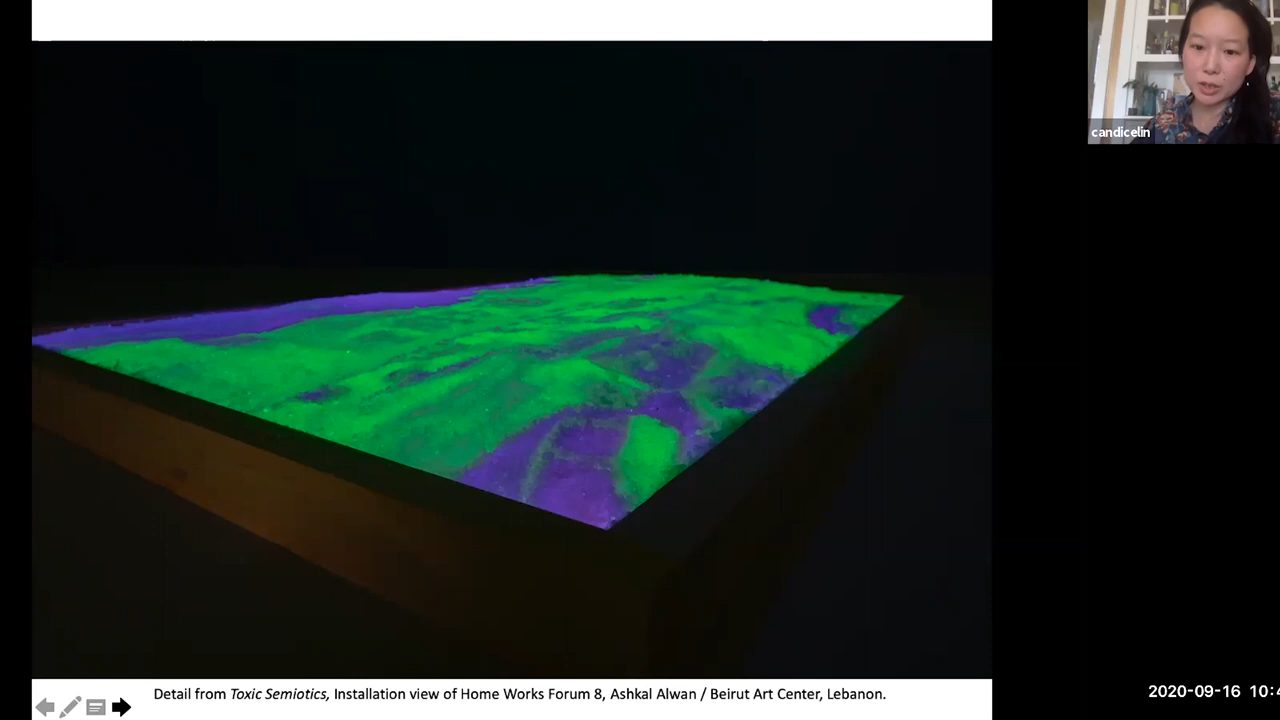 candicelin
Detail from Toxic Semiotics, Installation view of Home Works Forum 8, Ashkal Alwan / Beirut Art Center, Lebanon.
2020-09-16 10:4